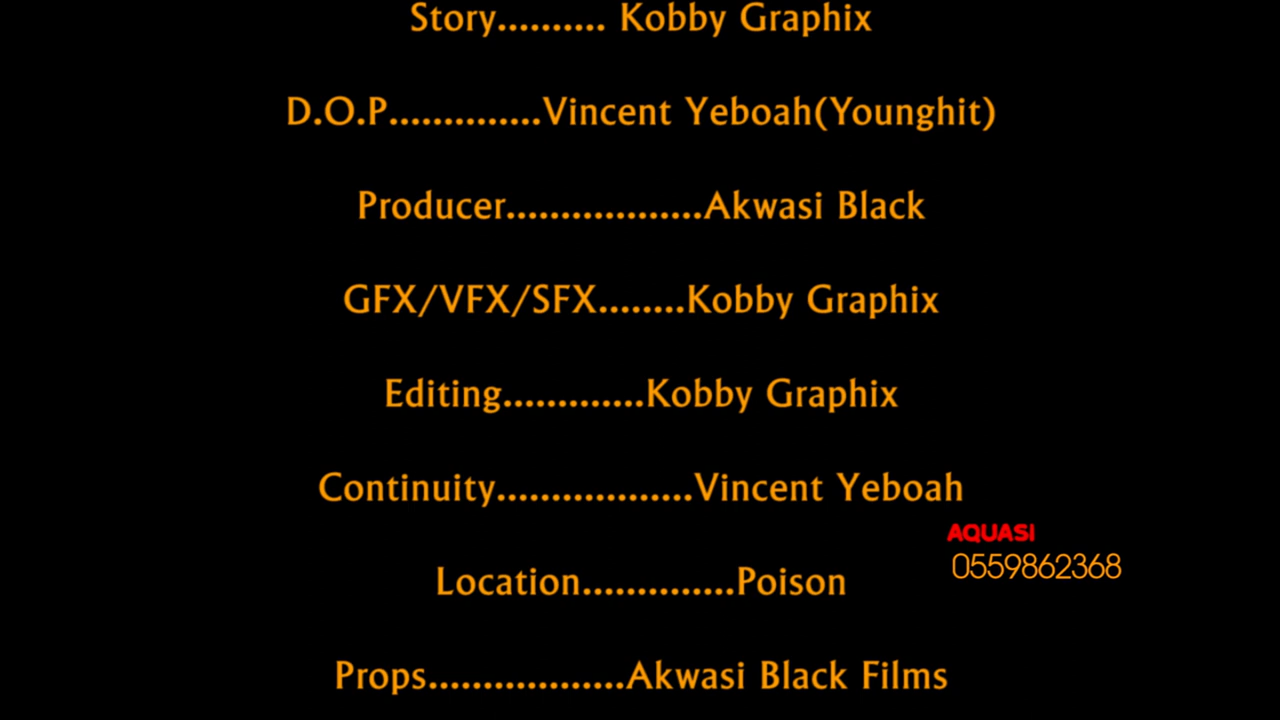 Story.......... Kobby Graphix
D.O.P..............Vincent Yeboah(Younghit)
Producer..................Akwasi Black
GFX/VFX/SFX........Kobby Graphix
Editing.............Kobby Graphix
Continuity..................Vincent Yeboah
AQUASi
0559862368
Location..............Poison
Props..................Akwasi Black Films